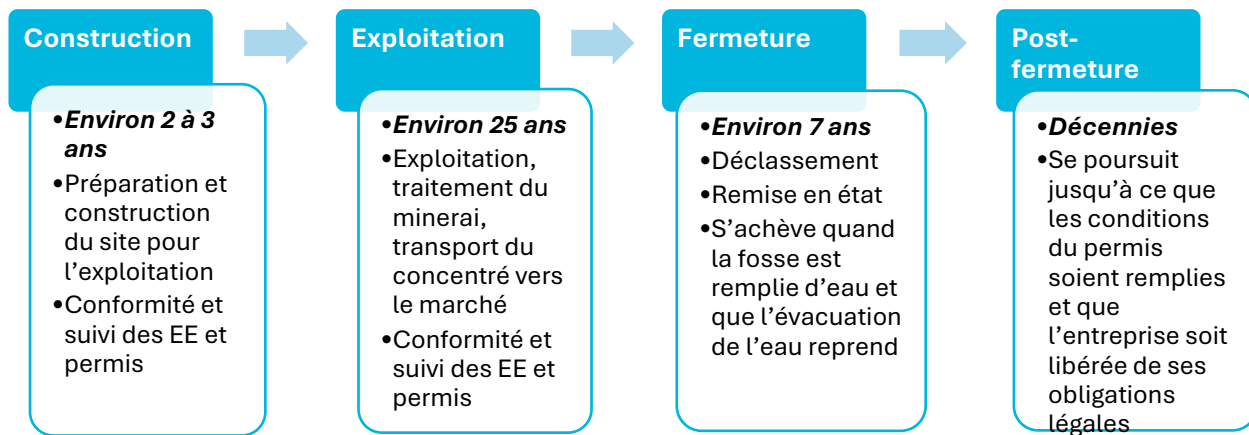 Construction
•Environ 2 à 3
ans
•Préparation et
construction
du site pour
l’exploitation
•Conformité et
suivi des EE et
permis
Exploitation
•Environ 25 ans
•Exploitation,
traitement du
minerai,
transport du
concentré vers
le marché
•Conformité et
suivi des EE et
permis
Fermeture
•Environ 7 ans
•Déclassement
•Remise en état
•S’achève quand
la fosse est
remplie d’eau et
que l’évacuation
de l’eau reprend
Post-
fermeture
•Décennies
•Se poursuit
jusqu’à ce que
les conditions
du permis
soient remplies
et que
l’entreprise soit
libérée de ses
obligations
légales